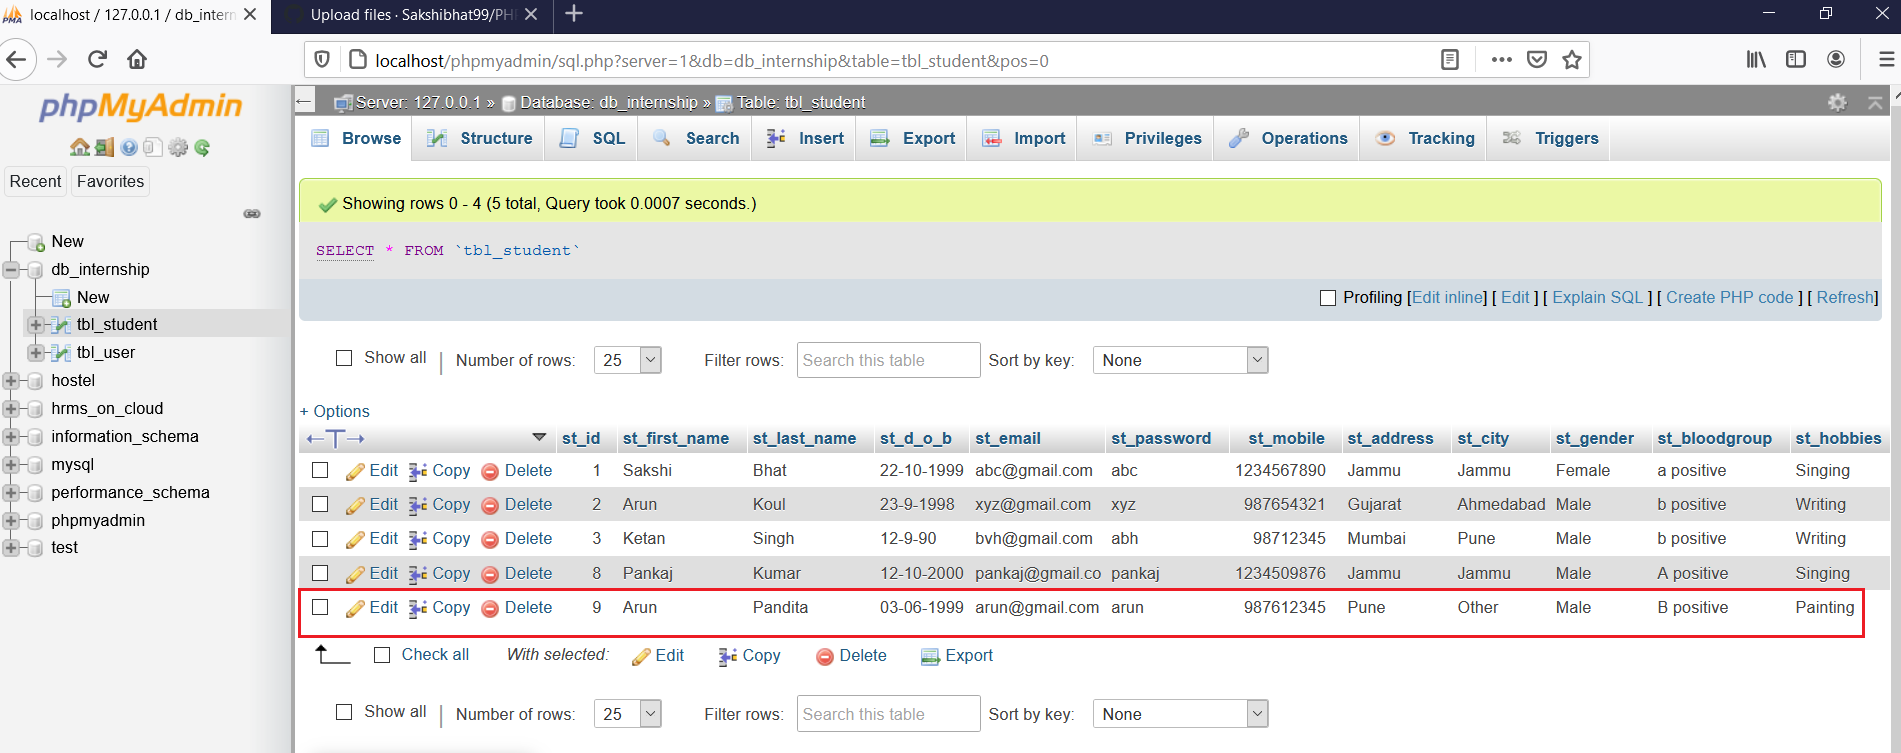 localhost / 127.0.0.1 / db_intern
Upload files · Sakshibhat99/PH
localhost/phpmyadmin/sql.php?server=1&db=db_internship&table=tbl_student&pos=0
phpMyAdmin
Recent Favorites
New
db_internship
New
tbl_student
tbl_user
hostel
hrms_on_cloud
information_schema
mysql
performance_schema
phpmyadmin
test
Server: 127.0.0.1 » Database: db_internship » Table: tbl_student
Browse Structure SQL Search Insert Export Import Privileges Operations Tracking Triggers
Showing rows 0 - 4 (5 total, Query took 0.0007 seconds.)
SELECT * FROM `tbl_student`
Profiling [Edit inline] [ Edit ] [ Explain SQL ] [ Create PHP code ] [ Refresh]
Show all | Number of rows: 25 Filter rows: Search this table Sort by key: None
+ Options
←T→ st_id st_first_name st_last_name st_d_o_b st_email st_password st_mobile st_address st_city st_gender st_bloodgroup st_hobbies
Edit Copy Delete 1 Sakshi Bhat 22-10-1999 abc@gmail.com abc 1234567890 Jammu Jammu Female a positive Singing
Edit Copy Delete 2 Arun Koul 23-9-1998 xyz@gmail.com xyz 987654321 Gujarat Ahmedabad Male b positive Writing
Edit Copy Delete 3 Ketan Singh 12-9-90 bvh@gmail.com abh 98712345 Mumbai Pune Male b positive Writing
Edit Copy Delete 8 Pankaj Kumar 12-10-2000 pankaj@gmail.co pankaj 1234509876 Jammu Jammu Male A positive Singing
Edit Copy Delete 9 Arun Pandita 03-06-1999 arun@gmail.com arun 987612345 Pune Other Male B positive Painting
Check all With selected: Edit Copy Delete Export
Show all | Number of rows: 25 Filter rows: Search this table Sort by key: None